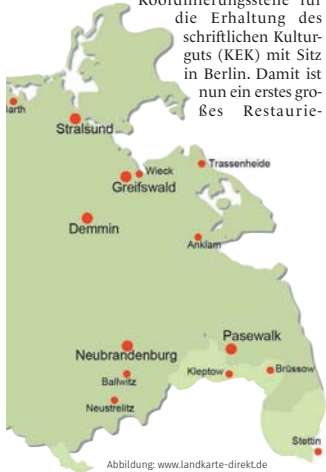 Koordinierungsstelle für
die Erhaltung des
schriftlichen Kultur-
guts (KEK) mit Sitz
in Berlin. Damit ist
nun ein erstes gro-
ßes Restaurie-
arth
Stralsund
Trassenheide
Wieck
Greifswald
Demmin
Anklam
Pasewalk
Neubrandenburg
Kleptow
Brüssow
Ballwitz
Neustrelitz
Stettin
Abbildung: www.landkarte-direkt.de